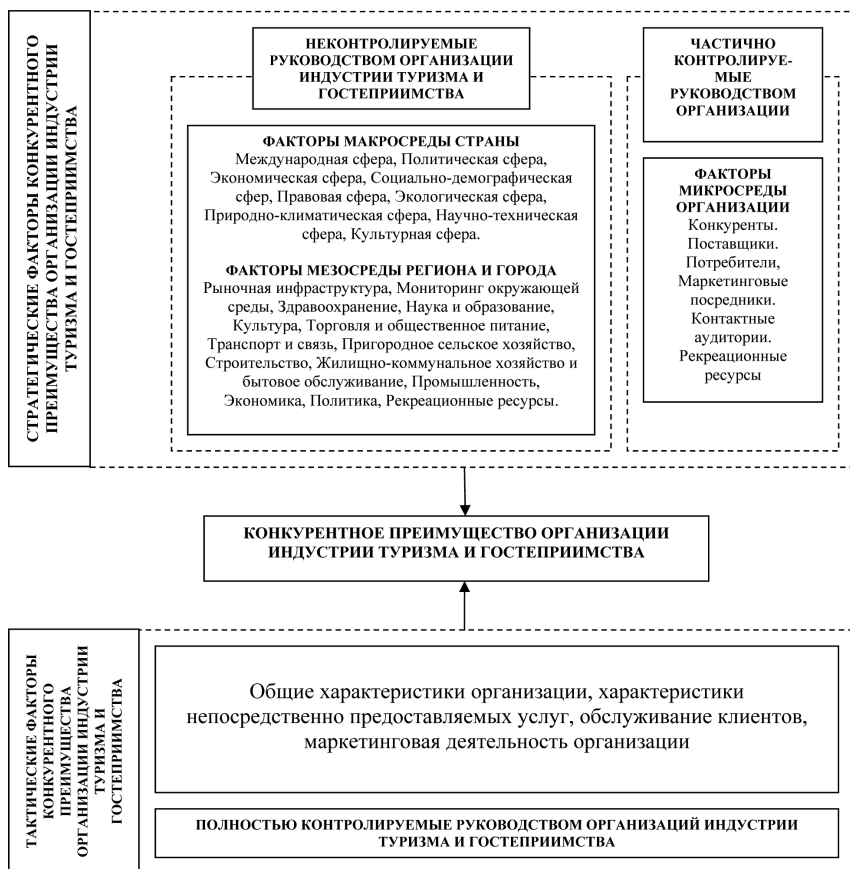 СТРАТЕГИЧЕСКИЕ ФАКТОРЫ КОНКУРЕНТНОГО
ПРЕИМУЩЕСТВА ОРГАНИЗАЦИИ ИНДУСТРИИ
ТУРИЗМА И ГОСТЕПРИИМСТВА
НЕКОНТРОЛИРУЕМЫЕ
РУКОВОДСТВОМ ОРГАНИЗАЦИИ
ИНДУСТРИИ ТУРИЗМА И
ГОСТЕПРИИМСТВА
ФАКТОРЫ МАКРОСРЕДЫ СТРАНЫ
Международная сфера, Политическая сфера,
Экономическая сфера, Социально-демографическая
сфер, Правовая сфера, Экологическая сфера,
Природно-климатическая сфера, Научно-техническая
сфера, Культурная сфера.
ФАКТОРЫ МЕЗОСРЕДЫ РЕГИОНА И ГОРОДА
Рыночная инфраструктура, Мониторинг окружающей
среды, Здравоохранение, Наука и образование,
Культура, Торговля и общественное питание,
Транспорт и связь, Пригородное сельское хозяйство,
Строительство, Жилищно-коммунальное хозяйство и
бытовое обслуживание, Промышленность,
Экономика, Политика, Рекреационные ресурсы.
ЧАСТИЧНО
КОНТРОЛИРУЕ-
МЫЕ
РУКОВОДСТВОМ
ОРГАНИЗАЦИИ
ФАКТОРЫ
МИКРОСРЕДЫ
ОРГАНИЗАЦИИ
Конкуренты.
Поставщики.
Потребители,
Маркетинговые
посредники.
Контактные
аудитории.
Рекреационные
ресурсы
КОНКУРЕНТНОЕ ПРЕИМУЩЕСТВО ОРГАНИЗАЦИИ
ИНДУСТРИИ ТУРИЗМА И ГОСТЕПРИИМСТВА
ТАКТИЧЕСКИЕ ФАКТОРЫ
КОНКУРЕНТНОГО
ПРЕИМУЩЕСТВА
ОРГАНИЗАЦИИ ИНДУСТРИИ
ТУРИЗМА И
ГОСТЕПРИИМСТВА
Общие характеристики организации, характеристики
непосредственно предоставляемых услуг, обслуживание клиентов,
маркетинговая деятельность организации
ПОЛНОСТЬЮ КОНТРОЛИРУЕМЫЕ РУКОВОДСТВОМ ОРГАНИЗАЦИЙ ИНДУСТРИИ
ТУРИЗМА И ГОСТЕПРИИМСТВА